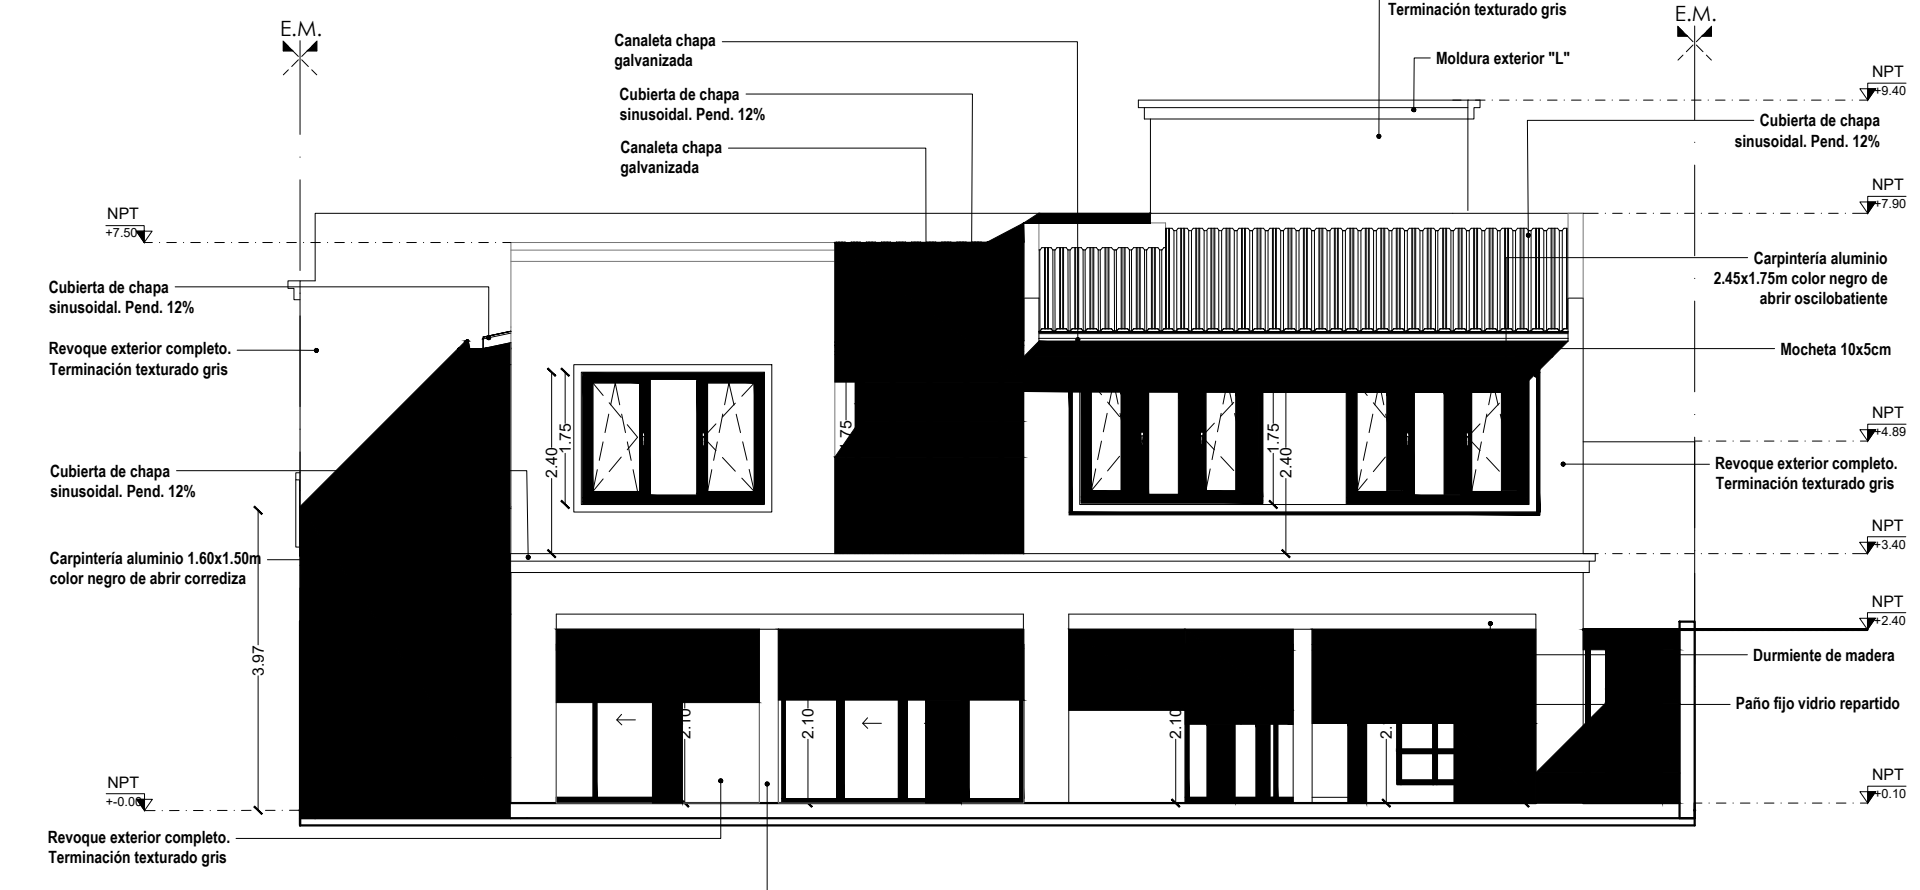 Terminación texturado gris
E.M.
E.M.
Canaleta chapa
galvanizada
Moldura exterior "L"
NPT
+9.40
Cubierta de chapa
sinusoidal. Pend. 12%
Cubierta de chapa
sinusoidal. Pend. 12%
Canaleta chapa
galvanizada
NPT
+7.90
NPT
+7.50
Carpintería aluminio
2.45x1.75m color negro de
abrir oscilobatiente
Cubierta de chapa
sinusoidal. Pend. 12%
Revoque exterior completo.
Terminación texturado gris
Mocheta 10x5cm
NPT
+4.89
2.40
1.75
75
1.75
2.40
Cubierta de chapa
sinusoidal. Pend. 12%
Revoque exterior completo.
Terminación texturado gris
NPT
+3.40
Carpintería aluminio 1.60x1.50m
color negro de abrir corrediza
NPT
+2.40
3.97
Durmiente de madera
Paño fijo vidrio repartido
2.10
2.10
2.10
2.
NPT
+-0.00
NPT
+0.10
Revoque exterior completo.
Terminación texturado gris